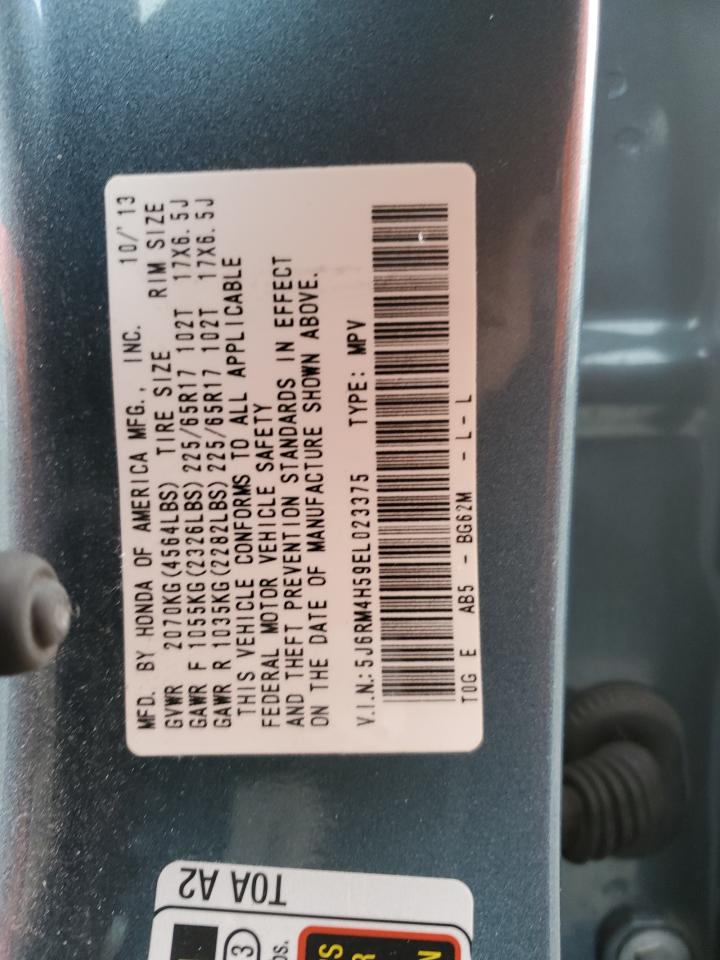 MFD. BY HONDA OF AMERICA MFG., INC. 10/'13
GVWR 2070KG(4564LBS) TIRE SIZE RIM SIZE
GAWR F 1055KG(2326LBS) 225/65R17 102T 17X6.5J
GAWR R 1035KG(2282LBS) 225/65R17 102T 17X6.5J
THIS VEHICLE CONFORMS TO ALL APPLICABLE
FEDERAL MOTOR VEHICLE SAFETY
AND THEFT PREVENTION STANDARDS IN EFFECT
ON THE DATE OF MANUFACTURE SHOWN ABOVE.
V.I.N.:5J6RM4H59EL023375 TYPE: MPV
T0G E AB5 - BG62M -L-L
T0A A2
3